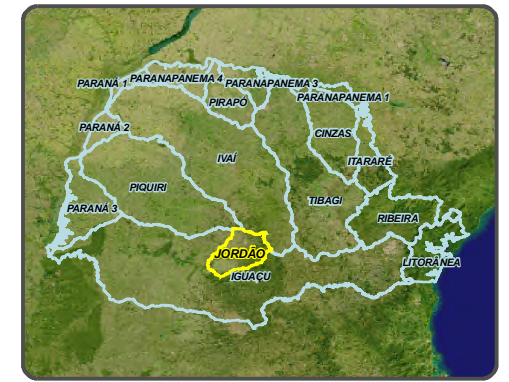 PARANÁ 1
PARANAPANEMA 4
PARANAPANEMA 3
PARANAPANEMA 1
PIRAPÓ
PARANÁ 2
CINZAS
IVAÍ
ITARARÉ
PIQUIRI
TIBAGI
PARANÁ 3
RIBEIRA
JORDÃO
LITORÂNEA
IGUAÇU